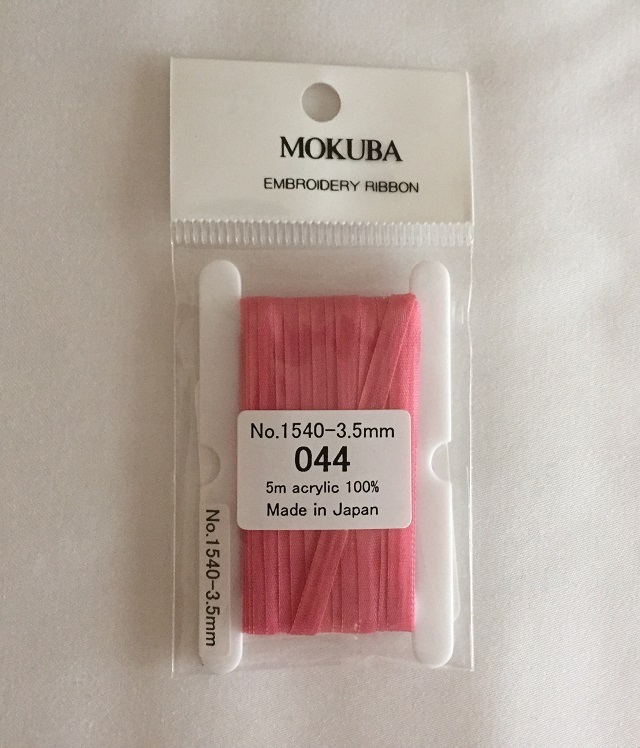 MOKUBA
EMBROIDERY RIBBON
No.1540-3.5mm
044
5m acrylic 100%
Made in Japan
No.1540-3.5mm